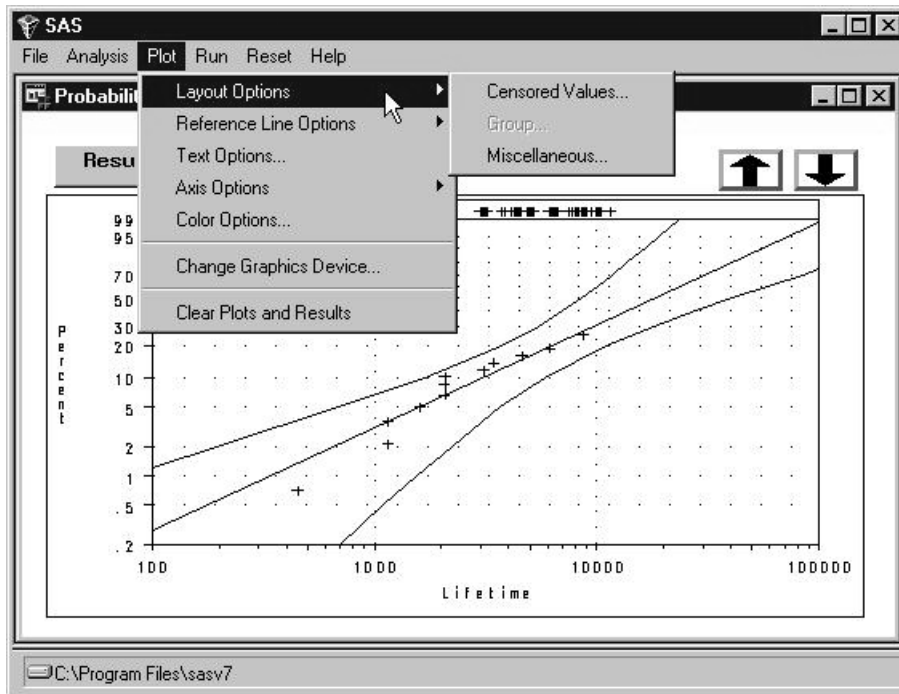 SAS
File Analysis Plot Run Reset Help
Probabilit
Layout Options
Reference Line Options
Text Options...
Axis Options
Color Options...
Change Graphics Device...
Clear Plots and Results
Censored Values...
Group...
Miscellaneous...
Resu
99
95
70
50
30
20
10
5
2
1
.5
.2
Percent
100 1000 10000 100000
Lifetime
C:\Program Files\sasv7